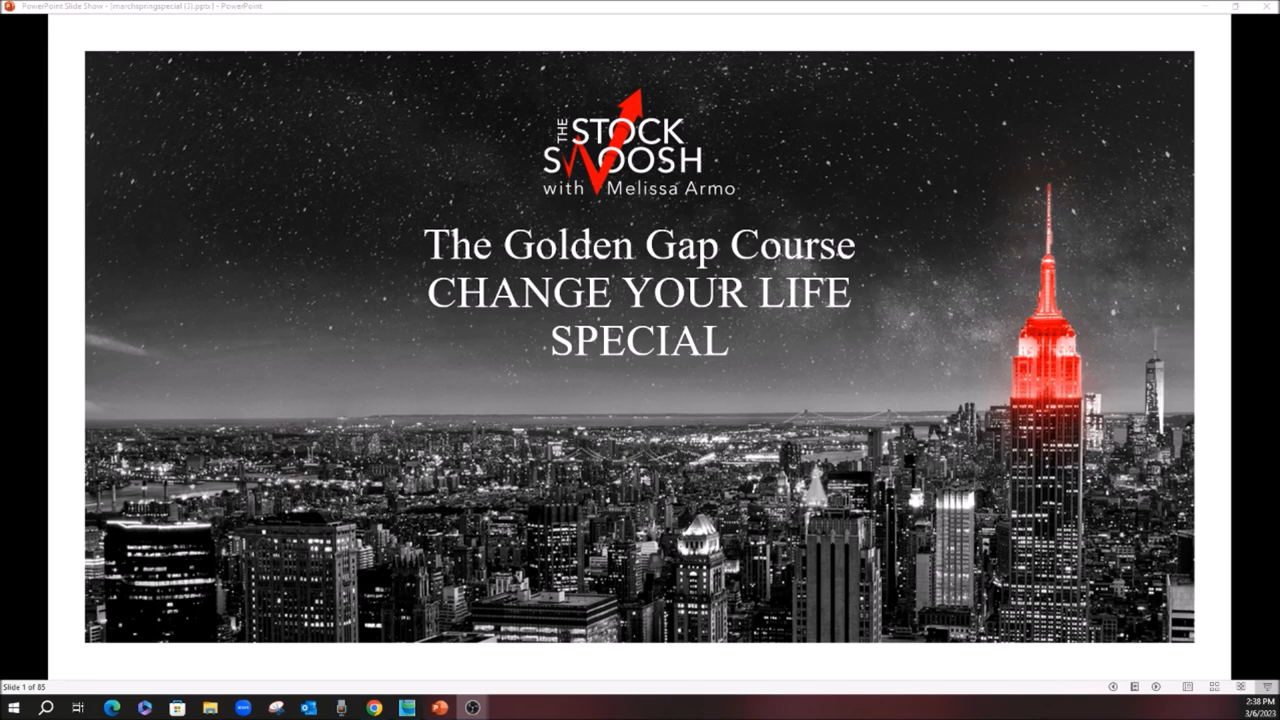 PowerPoint Slide Show - [marchspringspecial (3).pptx] - PowerPoint
THE STOCK
SWOOSH
with Melissa Armo
The Golden Gap Course
CHANGE YOUR LIFE
SPECIAL
Slide 1 of 85
2:38 PM
3/6/2023